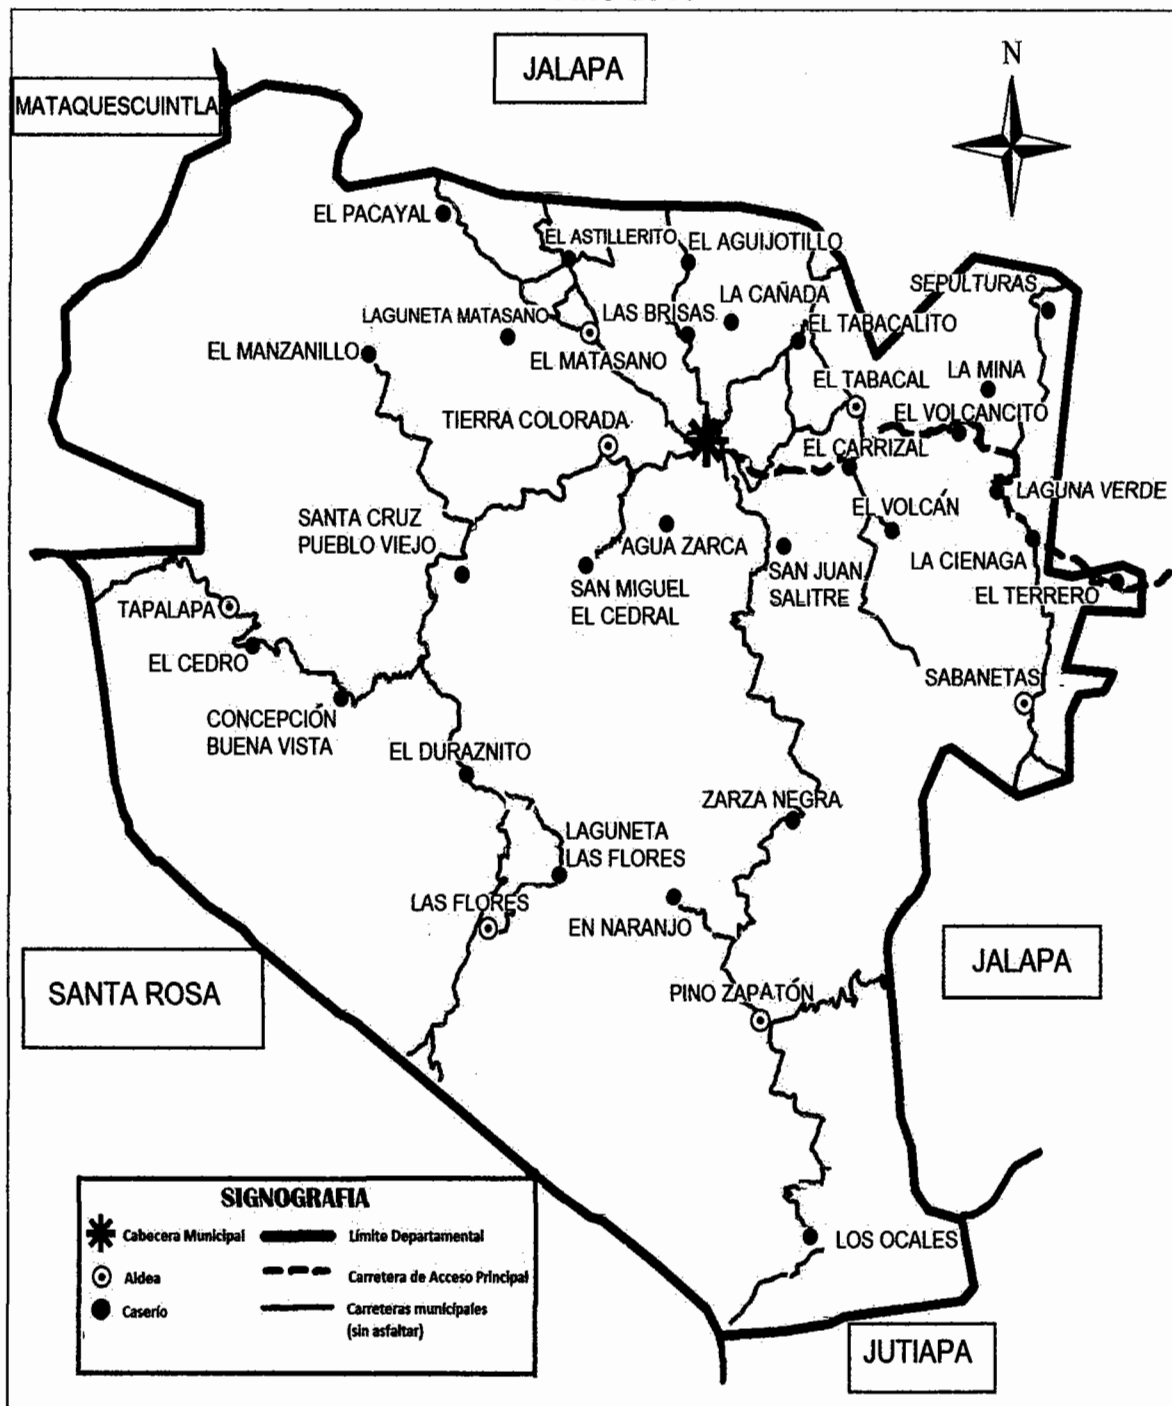 JALAPA
N
MATAQUESCUINTLA
EL PACAYAL
EL ASTILLERITO
EL AGUIJOTILLO
SEPULTURAS
LA CAÑADA
LAGUNETA MATASANO
LAS BRISAS
EL TABACALITO
EL MANZANILLO
EL MATASANO
EL TABACAL
LA MINA
TIERRA COLORADA
EL VOLCANCITO
EL CARRIZAL
LAGUNA VERDE
SANTA CRUZ
PUEBLO VIEJO
EL VOLCÁN
AGUA ZARCA
SAN MIGUEL
EL CEDRAL
SAN JUAN
SALITRE
LA CIENAGA
EL TERRERO
TAPALAPA
EL CEDRO
SABANETAS
CONCEPCIÓN
BUENA VISTA
EL DURAZNITO
ZARZA NEGRA
LAGUNETA
LAS FLORES
LAS FLORES
EN NARANJO
JALAPA
SANTA ROSA
PINO ZAPATÓN
LOS OCALES
SIGNOGRAFIA
Cabecera Municipal
Límite Departamental
Aldea
Carretera de Acceso Principal
Caserío
Carreteras municipales
(sin asfaltar)
JUTIAPA